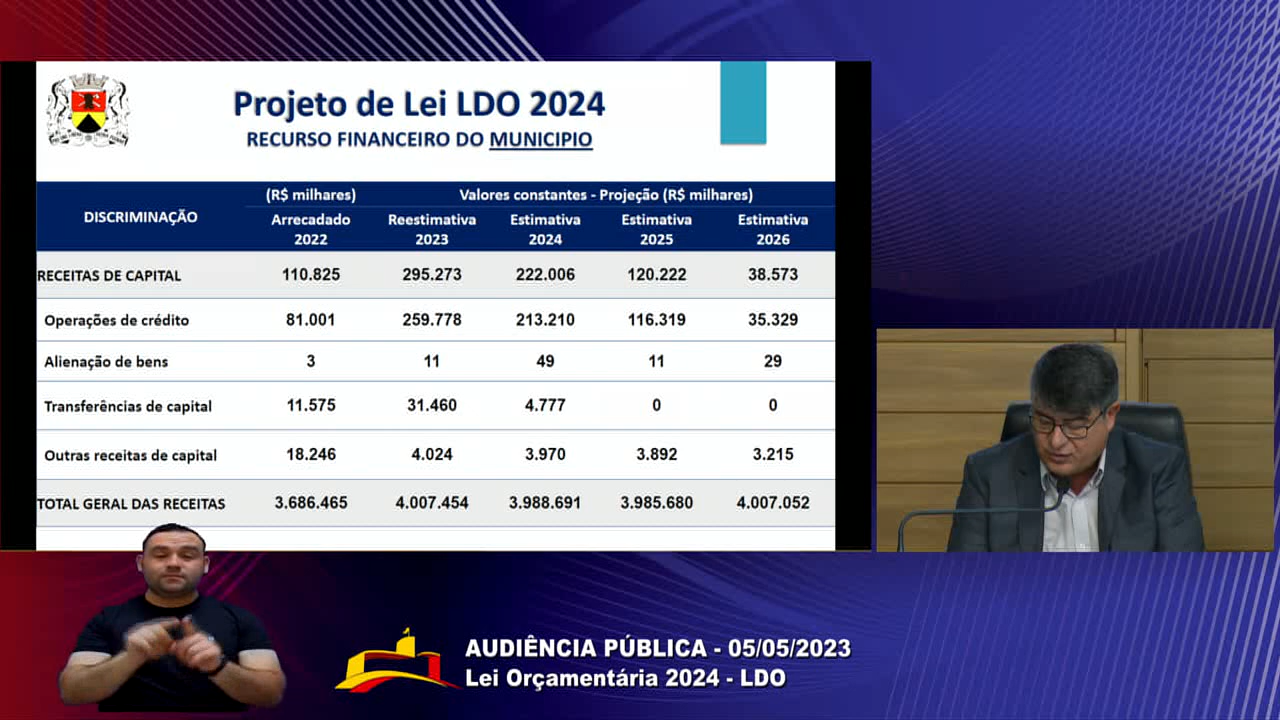 Projeto de Lei LDO 2024
RECURSO FINANCEIRO DO MUNICIPIO
DISCRIMINAÇÃO (R$ milhares) Valores constantes - Projeção (R$ milhares)
Arrecadado 2022 Reestimativa 2023 Estimativa 2024 Estimativa 2025 Estimativa 2026
RECEITAS DE CAPITAL 110.825 295.273 222.006 120.222 38.573
Operações de crédito 81.001 259.778 213.210 116.319 35.329
Alienação de bens 3 11 49 11 29
Transferências de capital 11.575 31.460 4.777 0 0
Outras receitas de capital 18.246 4.024 3.970 3.892 3.215
TOTAL GERAL DAS RECEITAS 3.686.465 4.007.454 3.988.691 3.985.680 4.007.052
AUDIÊNCIA PÚBLICA - 05/05/2023
Lei Orçamentária 2024 - LDO